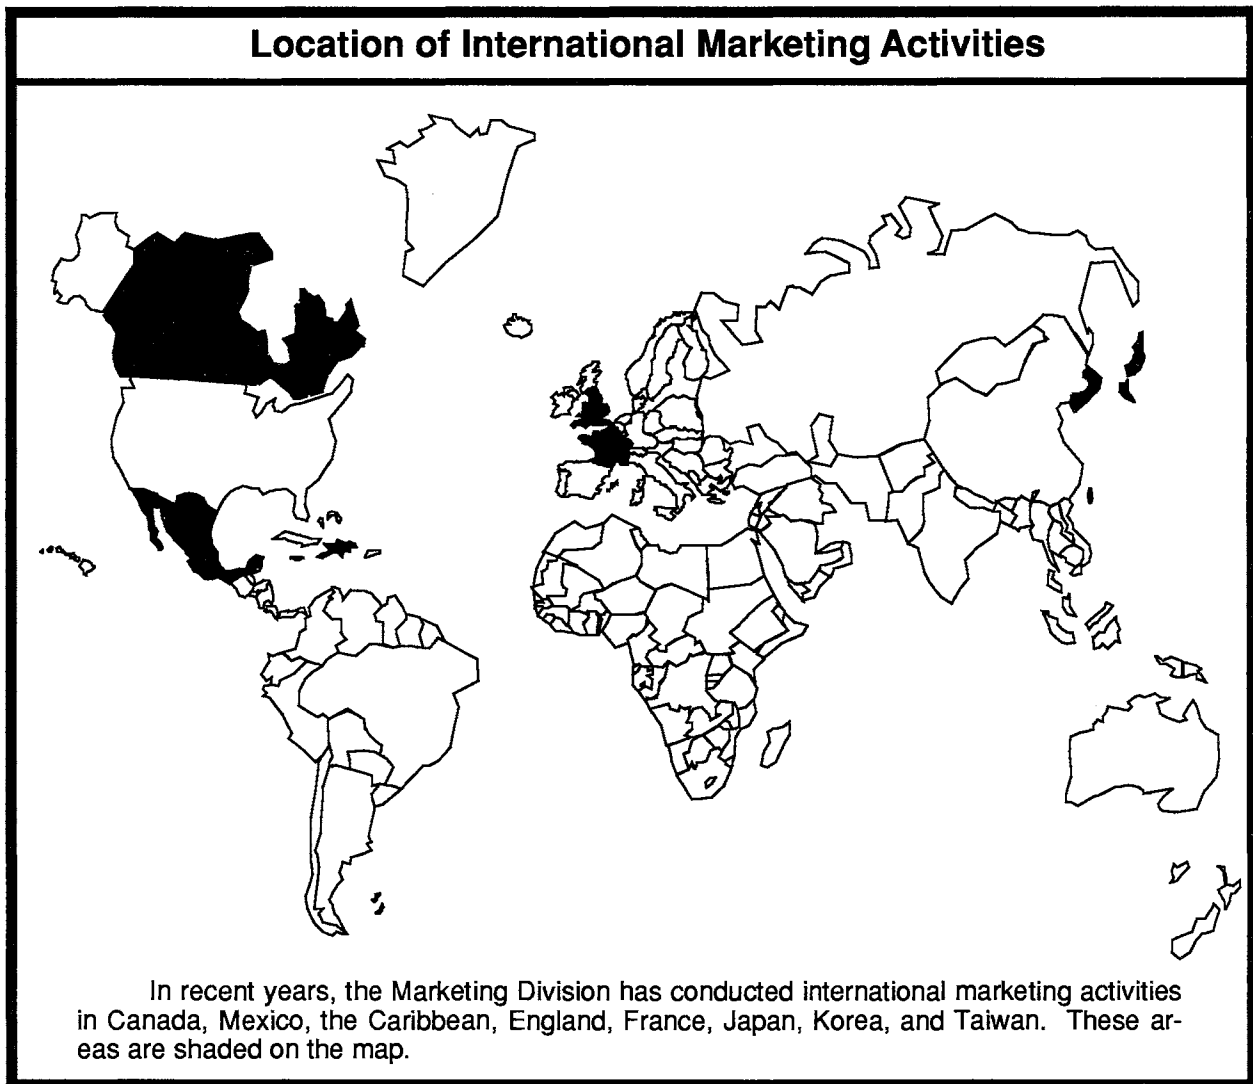 Location of International Marketing Activities
In recent years, the Marketing Division has conducted international marketing activities
in Canada, Mexico, the Caribbean, England, France, Japan, Korea, and Taiwan. These ar-
eas are shaded on the map.